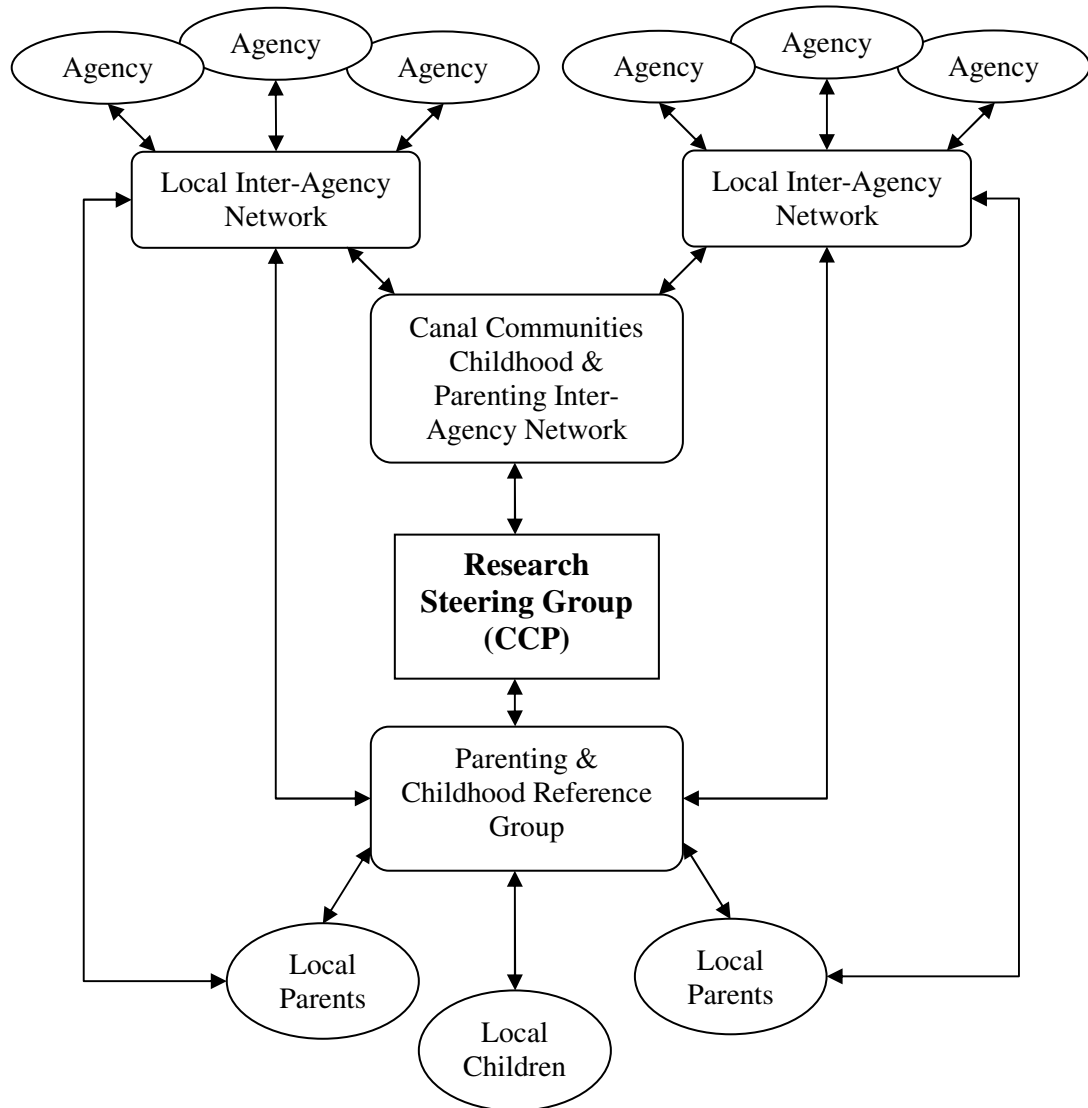 Agency
Agency
Agency
Agency
Agency
Agency
Local Inter-Agency
Network
Local Inter-Agency
Network
Canal Communities
Childhood &
Parenting Inter-
Agency Network
Research
Steering Group
(CCP)
Parenting &
Childhood Reference
Group
Local
Parents
Local
Parents
Local
Children